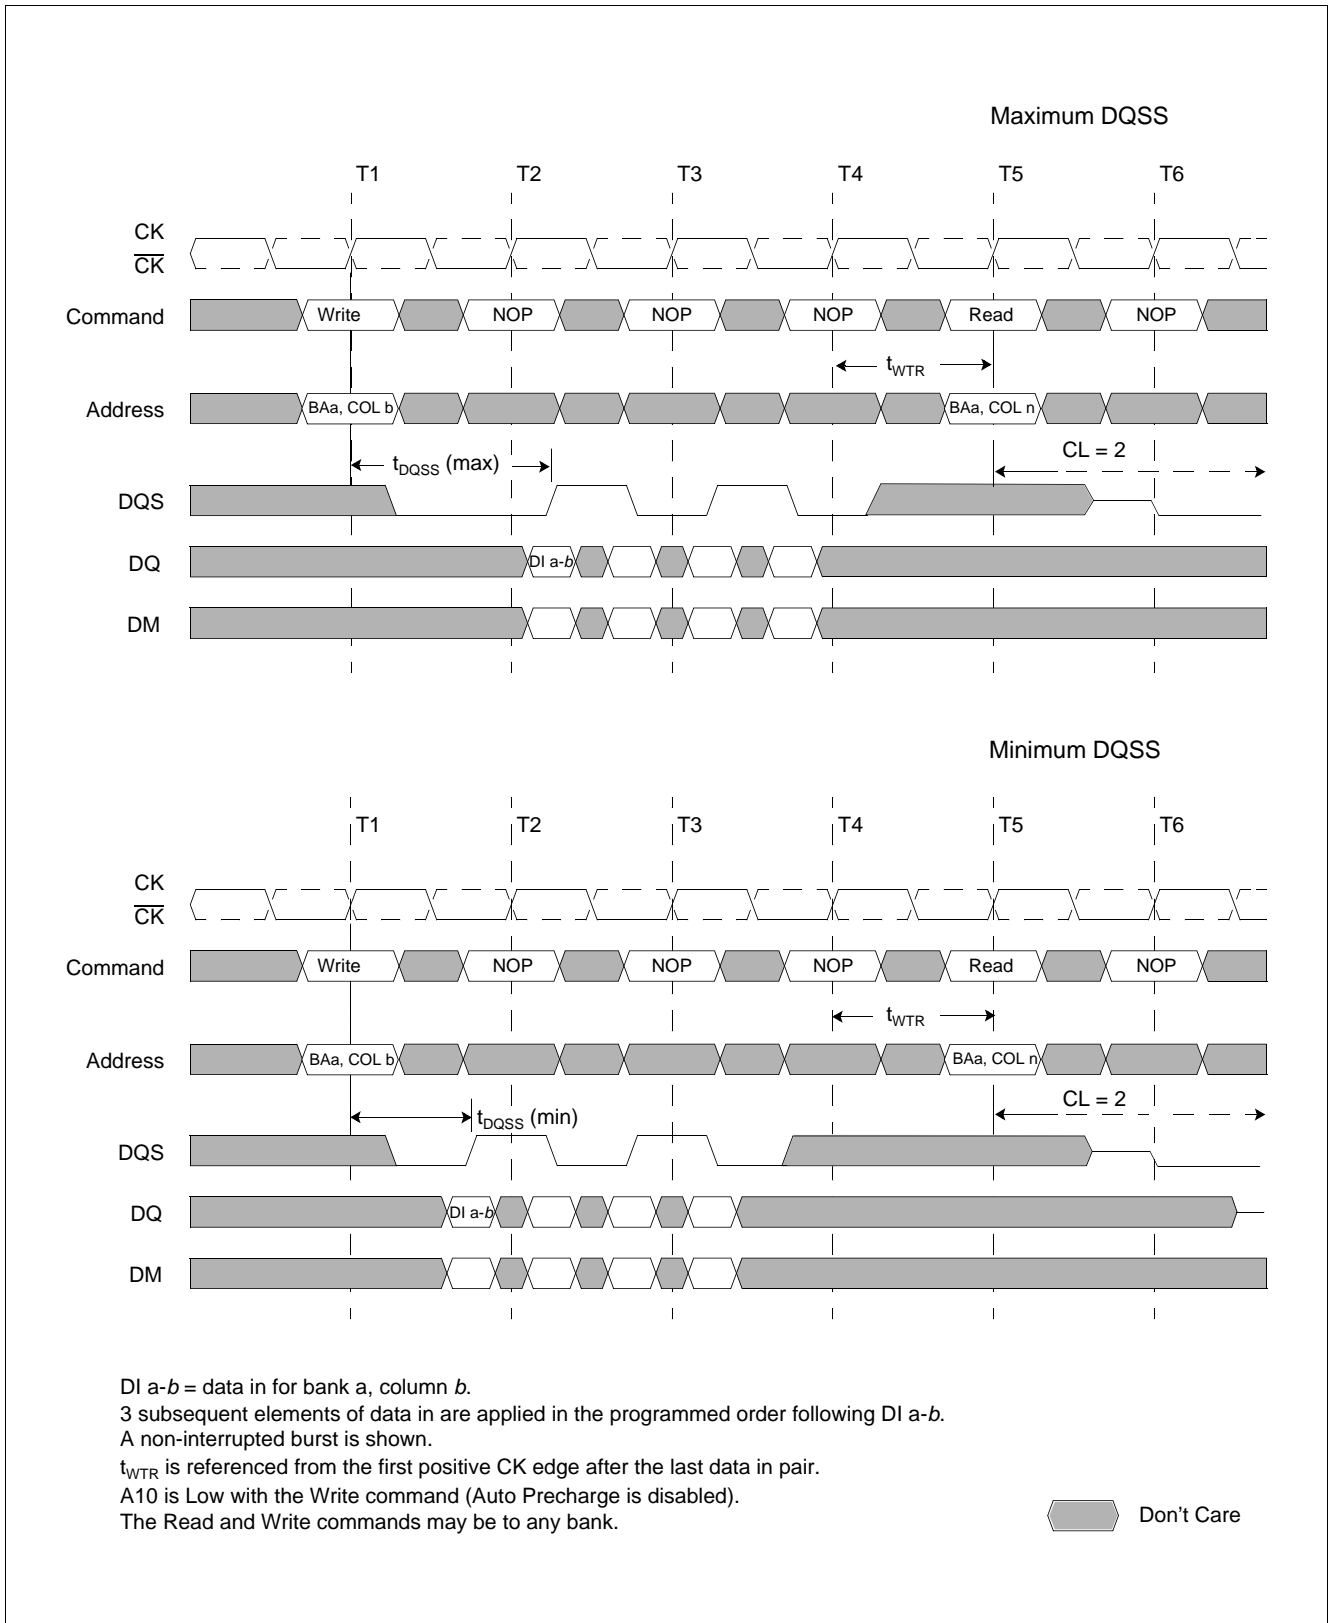 Maximum DQSS
T1 T2 T3 T4 T5 T6
CK
CK
Command Write NOP NOP NOP Read NOP
tWTR
Address BAa, COL b BAa, COL n
tDQSS (max) CL = 2
DQS
DQ DI a-b
DM
Minimum DQSS
T1 T2 T3 T4 T5 T6
CK
CK
Command Write NOP NOP NOP Read NOP
tWTR
Address BAa, COL b BAa, COL n
tDQSS (min) CL = 2
DQS
DQ DI a-b
DM
DI a-b = data in for bank a, column b.
3 subsequent elements of data in are applied in the programmed order following DI a-b.
A non-interrupted burst is shown.
tWTR is referenced from the first positive CK edge after the last data in pair.
A10 is Low with the Write command (Auto Precharge is disabled).
The Read and Write commands may be to any bank.
Don't Care